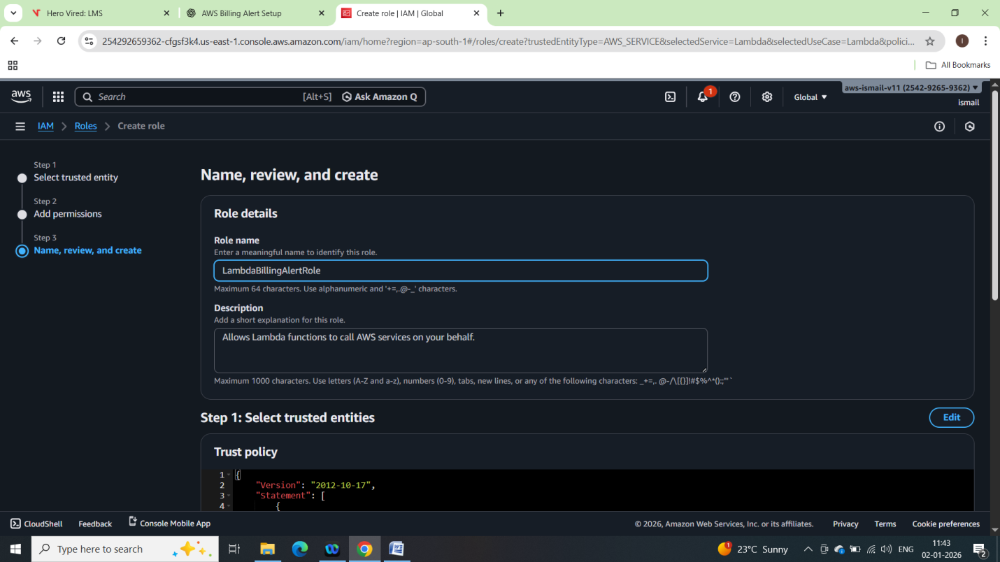 Hero Vired: LMS
AWS Billing Alert Setup
Create role | IAM | Global
254292659362-cfgsf3k4.us-east-1.console.aws.amazon.com/iam/home?region=ap-south-1#/roles/create?trustedEntityType=AWS_SERVICE&selectedService=Lambda&selectedUseCase=Lambda&polici...
I
All Bookmarks
aws
Search
[Alt+S]
Ask Amazon Q
1
Global
aws-ismail-v11 (2542-9265-9362)
ismail
IAM
Roles
Create role
Step 1
Select trusted entity
Step 2
Add permissions
Step 3
Name, review, and create
Name, review, and create
Role details
Role name
Enter a meaningful name to identify this role.
LambdaBillingAlertRole
Maximum 64 characters. Use alphanumeric and '+=,.@-_' characters.
Description
Add a short explanation for this role.
Allows Lambda functions to call AWS services on your behalf.
Maximum 1000 characters. Use letters (A-Z and a-z), numbers (0-9), tabs, new lines, or any of the following characters: _+=,. @-/\[{}]!#$%^*();:"'`
Step 1: Select trusted entities
Edit
Trust policy
1 {
2 "Version": "2012-10-17",
3 "Statement": [
4 {
CloudShell
Feedback
Console Mobile App
© 2026, Amazon Web Services, Inc. or its affiliates.
Privacy
Terms
Cookie preferences
Type here to search
1
23°C Sunny
ENG
11:43
02-01-2026
2